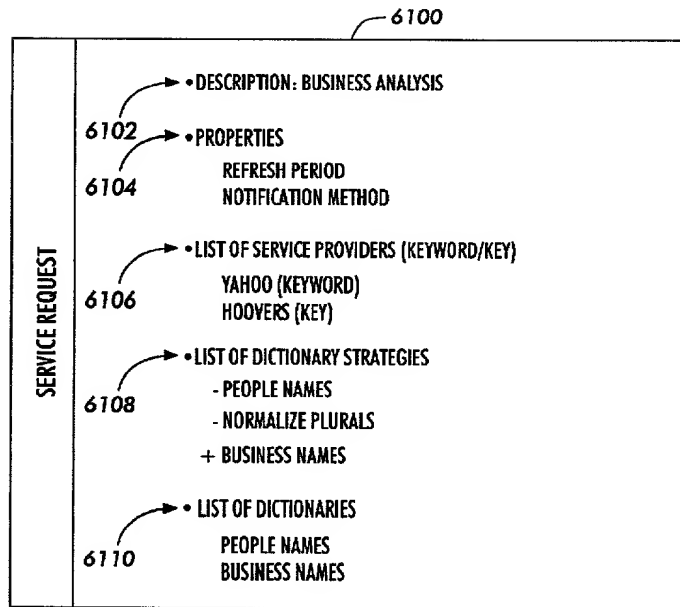 6100
SERVICE REQUEST
• DESCRIPTION: BUSINESS ANALYSIS
6102
• PROPERTIES
6104
REFRESH PERIOD
NOTIFICATION METHOD
• LIST OF SERVICE PROVIDERS (KEYWORD/KEY)
6106
YAHOO (KEYWORD)
HOOVERS (KEY)
• LIST OF DICTIONARY STRATEGIES
6108
- PEOPLE NAMES
- NORMALIZE PLURALS
+ BUSINESS NAMES
• LIST OF DICTIONARIES
6110
PEOPLE NAMES
BUSINESS NAMES